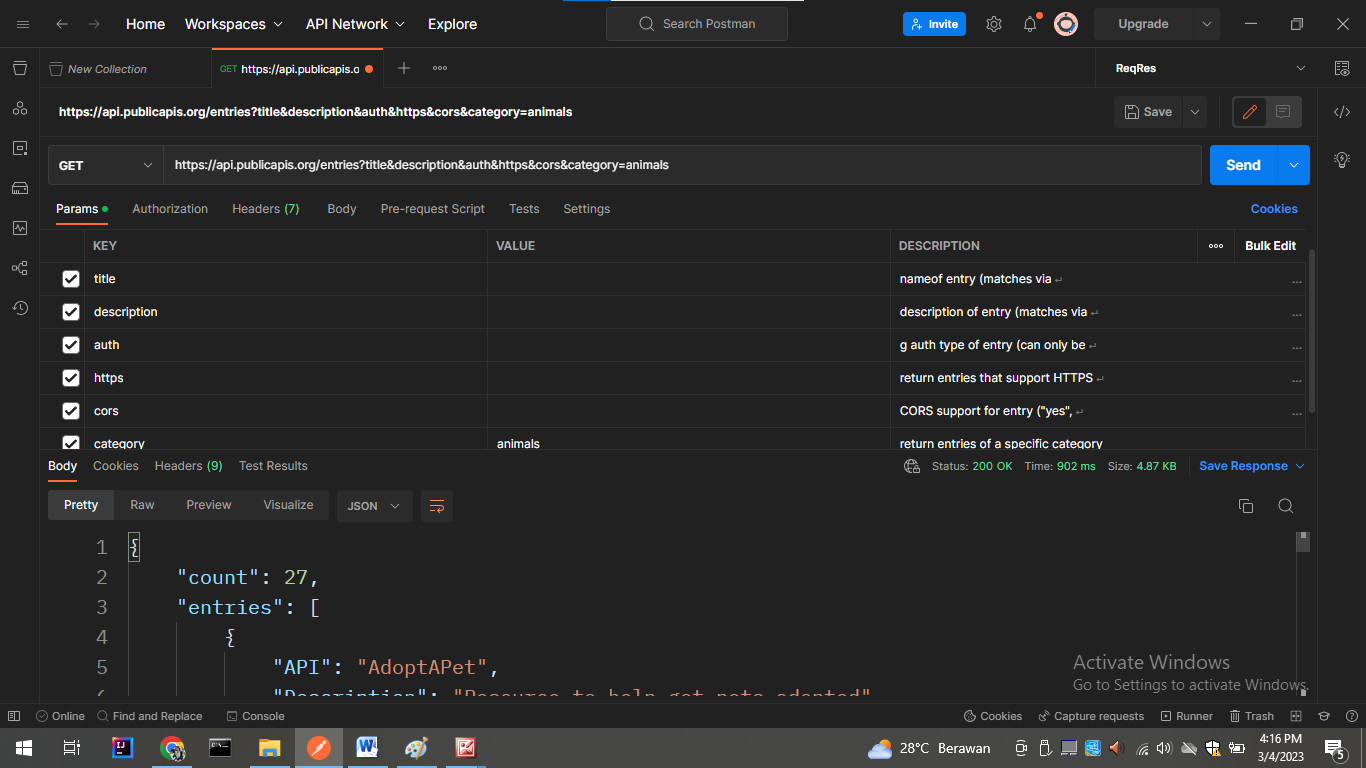 Home Workspaces API Network Explore Search Postman Invite Upgrade
New Collection GET https://api.publicapis.o ReqRes
https://api.publicapis.org/entries?title&description&auth&https&cors&category=animals Save
GET https://api.publicapis.org/entries?title&description&auth&https&cors&category=animals Send
Params Authorization Headers (7) Body Pre-request Script Tests Settings Cookies
KEY VALUE DESCRIPTION Bulk Edit
title nameof entry (matches via ↵ ...
description description of entry (matches via ↵ ...
auth g auth type of entry (can only be ↵ ...
https return entries that support HTTPS ↵ ...
cors CORS support for entry ("yes", ↵ ...
category animals return entries of a specific category
Body Cookies Headers (9) Test Results Status: 200 OK Time: 902 ms Size: 4.87 KB Save Response
Pretty Raw Preview Visualize JSON
1 {
2 "count": 27,
3 "entries": [
4 {
5 "API": "AdoptAPet",
6 "Description": "Resource to help get pets adopted"
Activate Windows
Go to Settings to activate Windows.
Online Find and Replace Console Cookies Capture requests Runner Trash
28°C Berawan 4:16 PM
3/4/2023 5